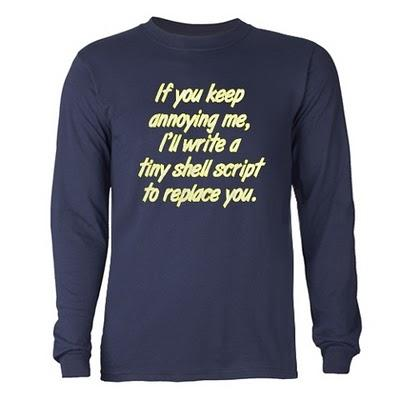 If you keep
annoying me,
I'll write a
tiny shell script
to replace you.